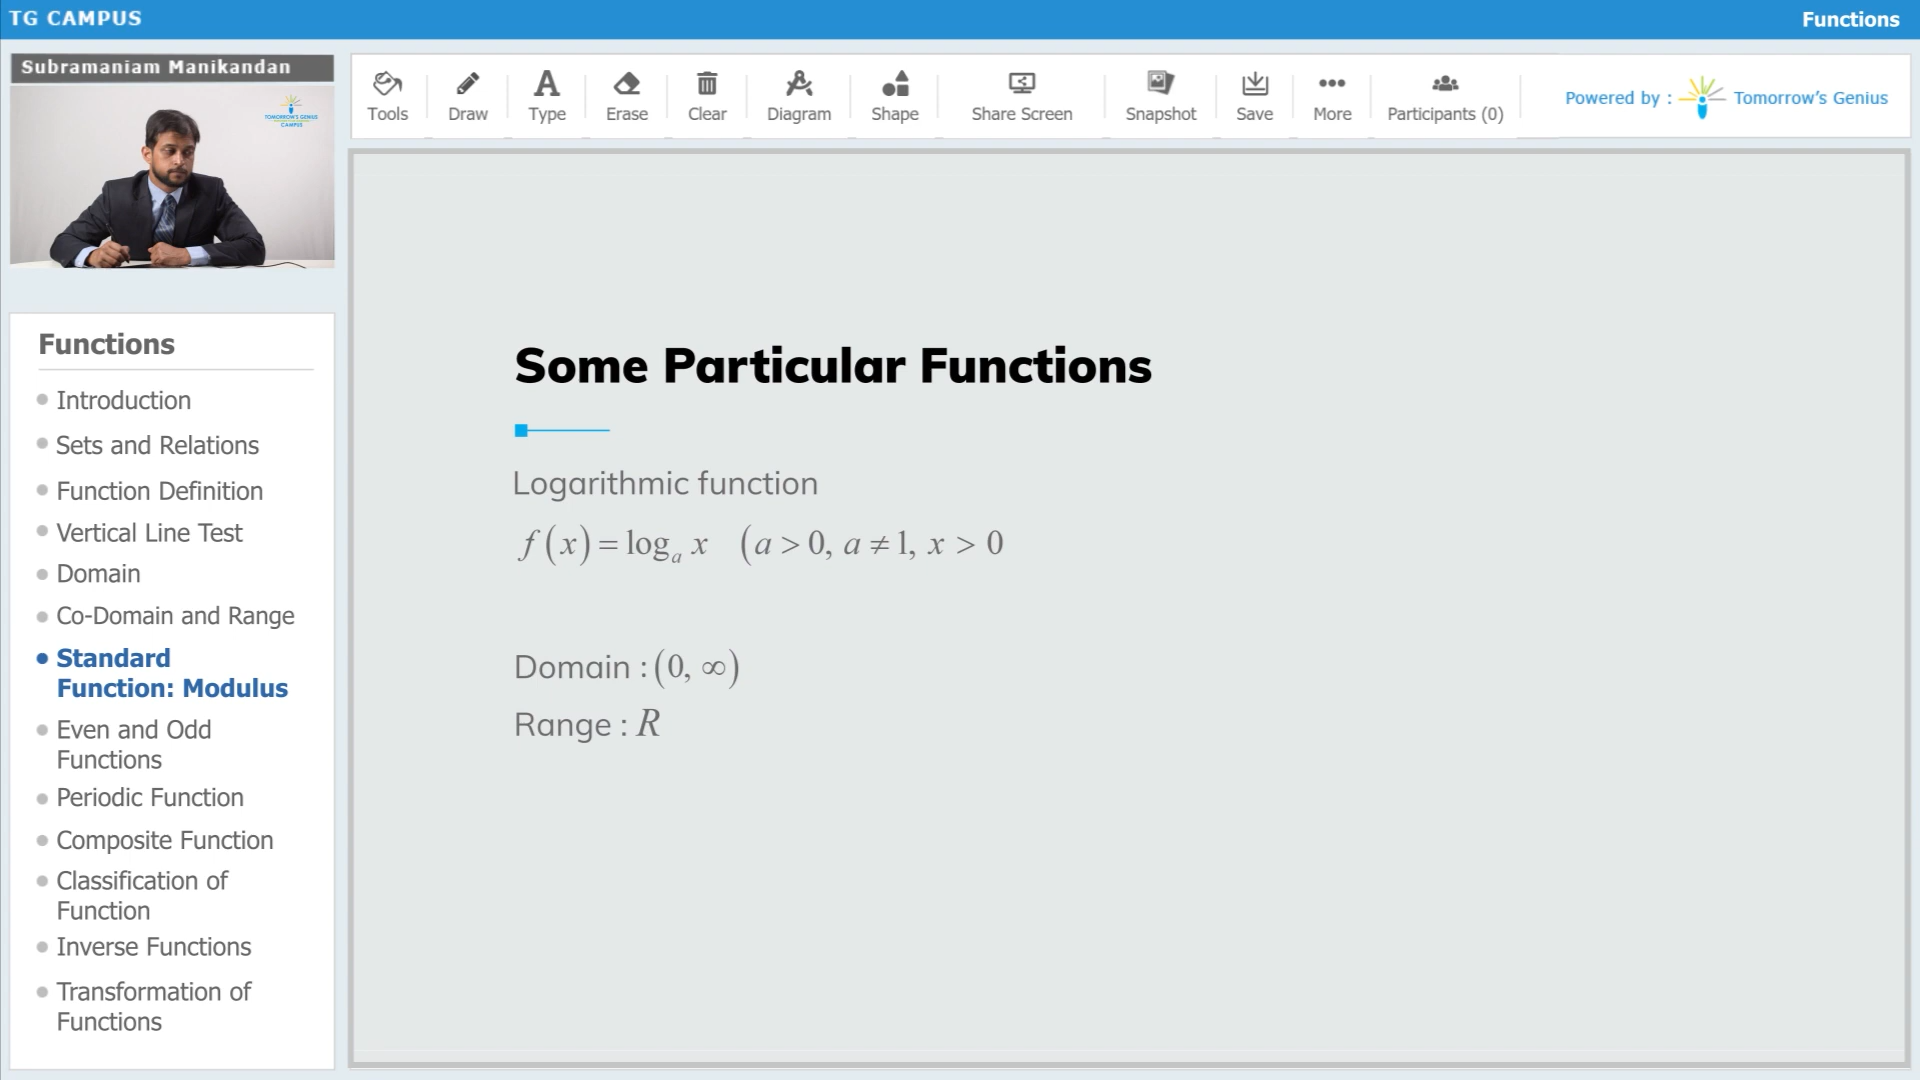 TG CAMPUS
Functions
Subramaniam Manikandan
TOMORROW'S GENIUS
CAMPUS
Tools
Draw
Type
Erase
Clear
Diagram
Shape
Share Screen
Snapshot
Save
More
Participants (0)
Powered by :
Tomorrow's Genius
Functions
Introduction
Sets and Relations
Function Definition
Vertical Line Test
Domain
Co-Domain and Range
Standard
Function: Modulus
Even and Odd
Functions
Periodic Function
Composite Function
Classification of
Function
Inverse Functions
Transformation of
Functions
Some Particular Functions
Logarithmic function
f(x) = logₐ x (a > 0, a ≠ 1, x > 0
Domain : (0, ∞)
Range : R